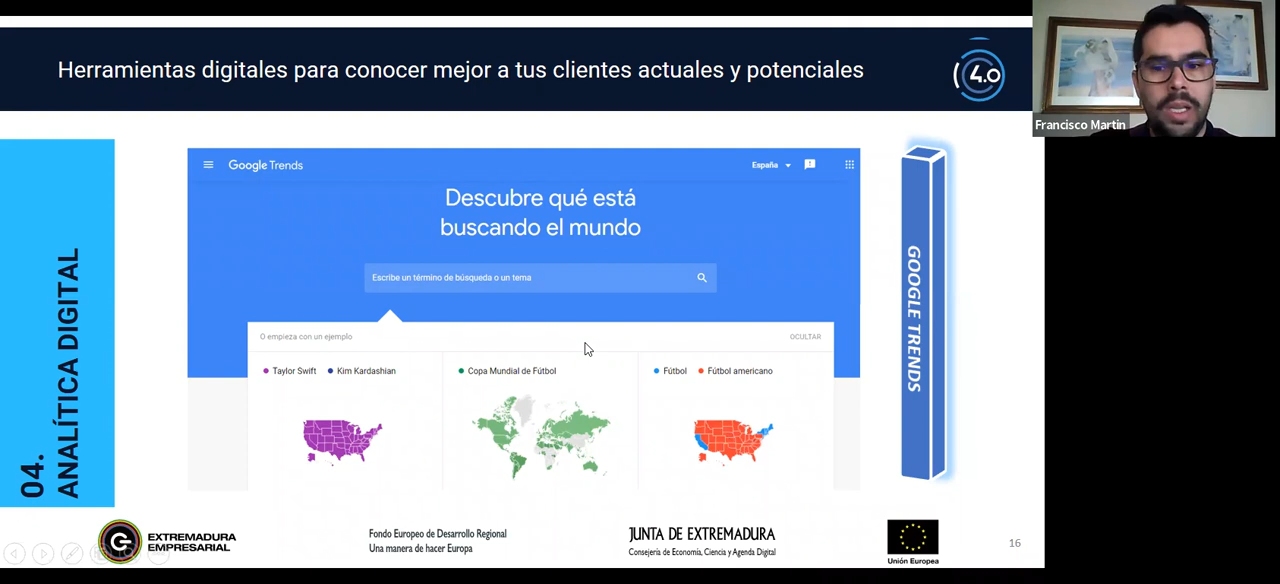 Herramientas digitales para conocer mejor a tus clientes actuales y potenciales
4.0
Francisco Martin
04.
ANALÍTICA DIGITAL
Google Trends
España
Descubre qué está
buscando el mundo
Escribe un término de búsqueda o un tema
O empieza con un ejemplo
OCULTAR
Taylor Swift
Kim Kardashian
Copa Mundial de Fútbol
Fútbol
Fútbol americano
GOOGLE TRENDS
EXTREMADURA
EMPRESARIAL
Fondo Europeo de Desarrollo Regional
Una manera de hacer Europa
JUNTA DE EXTREMADURA
Consejería de Economía, Ciencia y Agenda Digital
Unión Europea
16